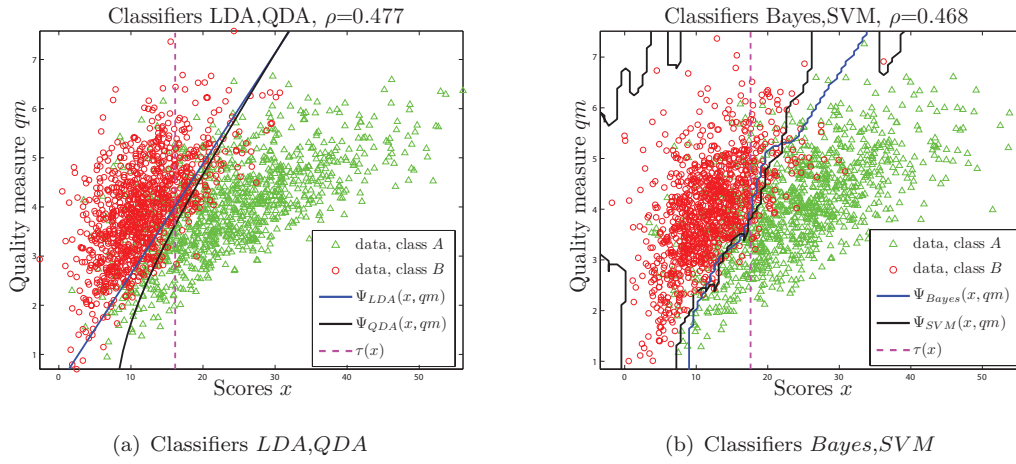 Classifiers LDA,QDA, ρ=0.477
Quality measure qm
7
6
5
4
3
2
1
0
10
20
30
40
50
Scores x
data, class A
data, class B
Ψ_LDA(x, qm)
Ψ_QDA(x, qm)
τ(x)
(a) Classifiers LDA,QDA
Classifiers Bayes,SVM, ρ=0.468
Quality measure qm
7
6
5
4
3
2
1
0
10
20
30
40
50
Scores x
data, class A
data, class B
Ψ_Bayes(x, qm)
Ψ_SVM(x, qm)
τ(x)
(b) Classifiers Bayes,SVM